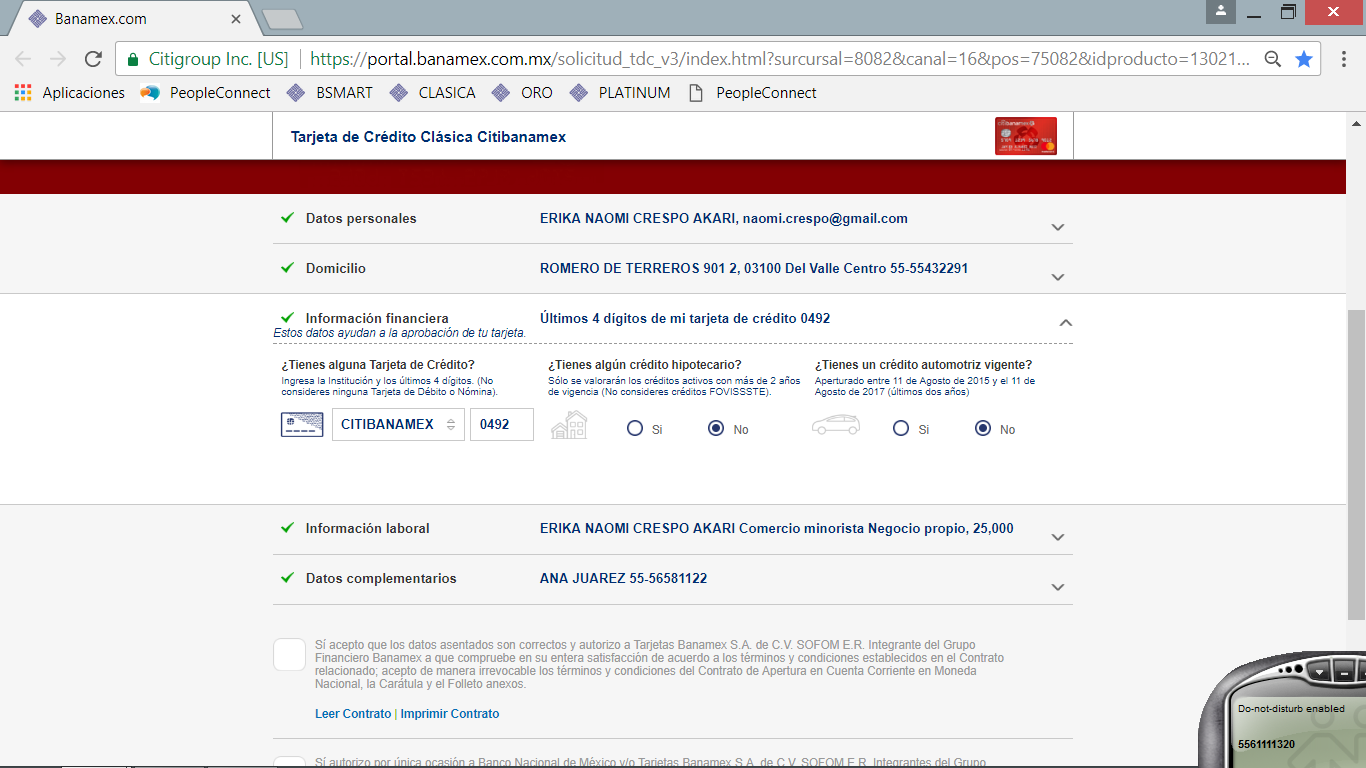 Banamex.com
Citigroup Inc. [US] https://portal.banamex.com.mx/solicitud_tdc_v3/index.html?surcursal=8082&canal=16&pos=75082&idproducto=13021...
Aplicaciones PeopleConnect BSMART CLASICA ORO PLATINUM PeopleConnect
Tarjeta de Crédito Clásica Citibanamex
Datos personales ERIKA NAOMI CRESPO AKARI, naomi.crespo@gmail.com
Domicilio ROMERO DE TERREROS 901 2, 03100 Del Valle Centro 55-55432291
Información financiera Últimos 4 dígitos de mi tarjeta de crédito 0492
Estos datos ayudan a la aprobación de tu tarjeta.
¿Tienes alguna Tarjeta de Crédito? ¿Tienes algún crédito hipotecario? ¿Tienes un crédito automotriz vigente?
Ingresa la Institución y los últimos 4 dígitos. (No Sólo se valorarán los créditos activos con más de 2 años Aperturado entre 11 de Agosto de 2015 y el 11 de
consideres ninguna Tarjeta de Débito o Nómina). de vigencia (No consideres créditos FOVISSSTE). Agosto de 2017 (últimos dos años)
CITIBANAMEX 0492 Si No Si No
Información laboral ERIKA NAOMI CRESPO AKARI Comercio minorista Negocio propio, 25,000
Datos complementarios ANA JUAREZ 55-56581122
Sí acepto que los datos asentados son correctos y autorizo a Tarjetas Banamex S.A. de C.V. SOFOM E.R. Integrante del Grupo
Financiero Banamex a que compruebe en su entera satisfacción de acuerdo a los términos y condiciones establecidos en el Contrato
relacionado; acepto de manera irrevocable los términos y condiciones del Contrato de Apertura en Cuenta Corriente en Moneda
Nacional, la Carátula y el Folleto anexos.
Leer Contrato | Imprimir Contrato
Do-not-disturb enabled
5561111320
Sí autorizo por única ocasión a Banco Nacional de México y/o Tarjetas Banamex S.A. de C.V. SOFOM E.R. Integrantes del Grupo